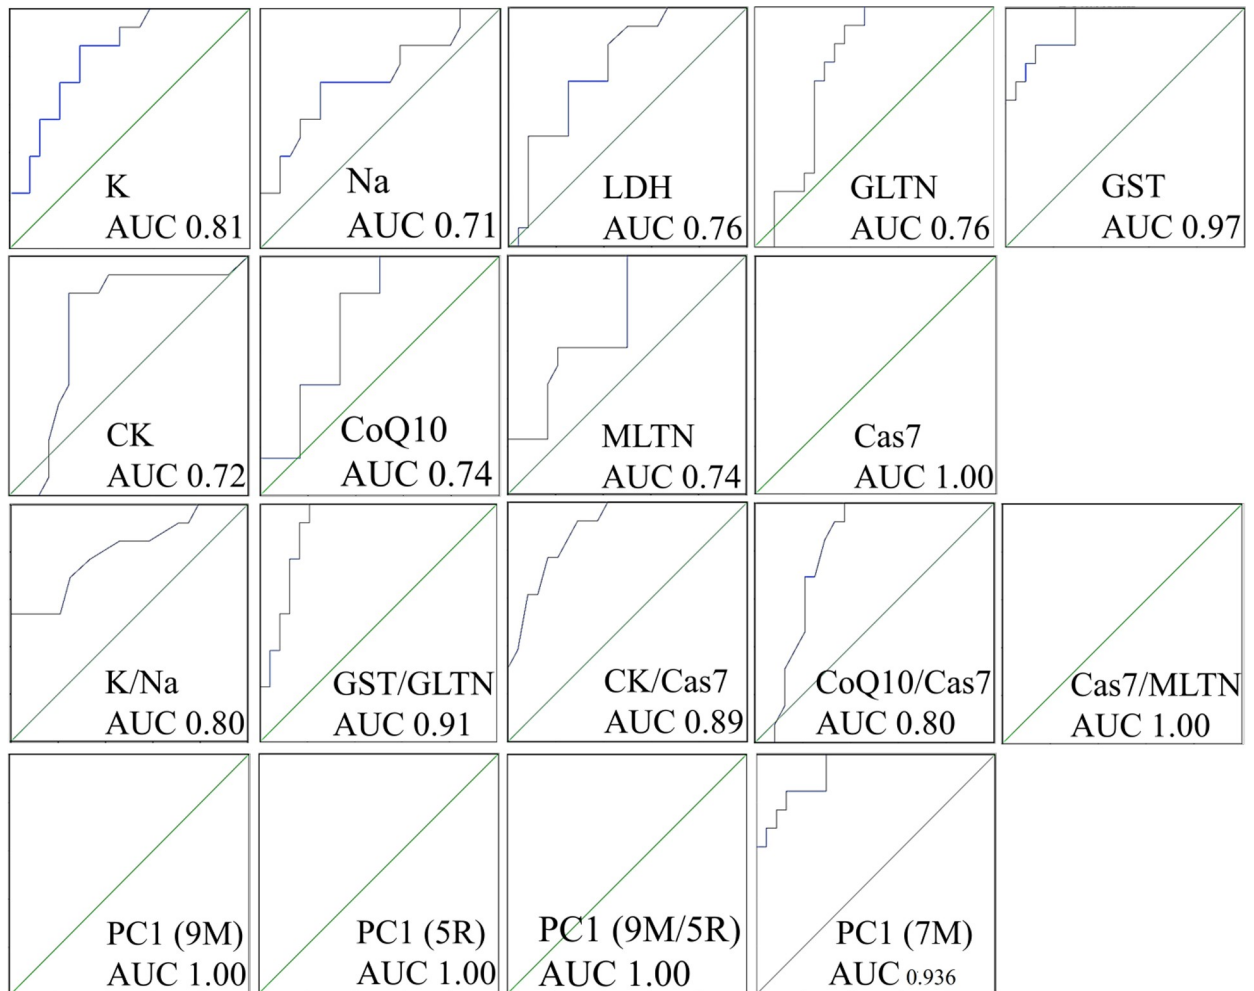 K
AUC 0.81
Na
AUC 0.71
LDH
AUC 0.76
GLTN
AUC 0.76
GST
AUC 0.97
CK
AUC 0.72
CoQ10
AUC 0.74
MLTN
AUC 0.74
Cas7
AUC 1.00
K/Na
AUC 0.80
GST/GLTN
AUC 0.91
CK/Cas7
AUC 0.89
CoQ10/Cas7
AUC 0.80
Cas7/MLTN
AUC 1.00
PC1 (9M)
AUC 1.00
PC1 (5R)
AUC 1.00
PC1 (9M/5R)
AUC 1.00
PC1 (7M)
AUC 0.936